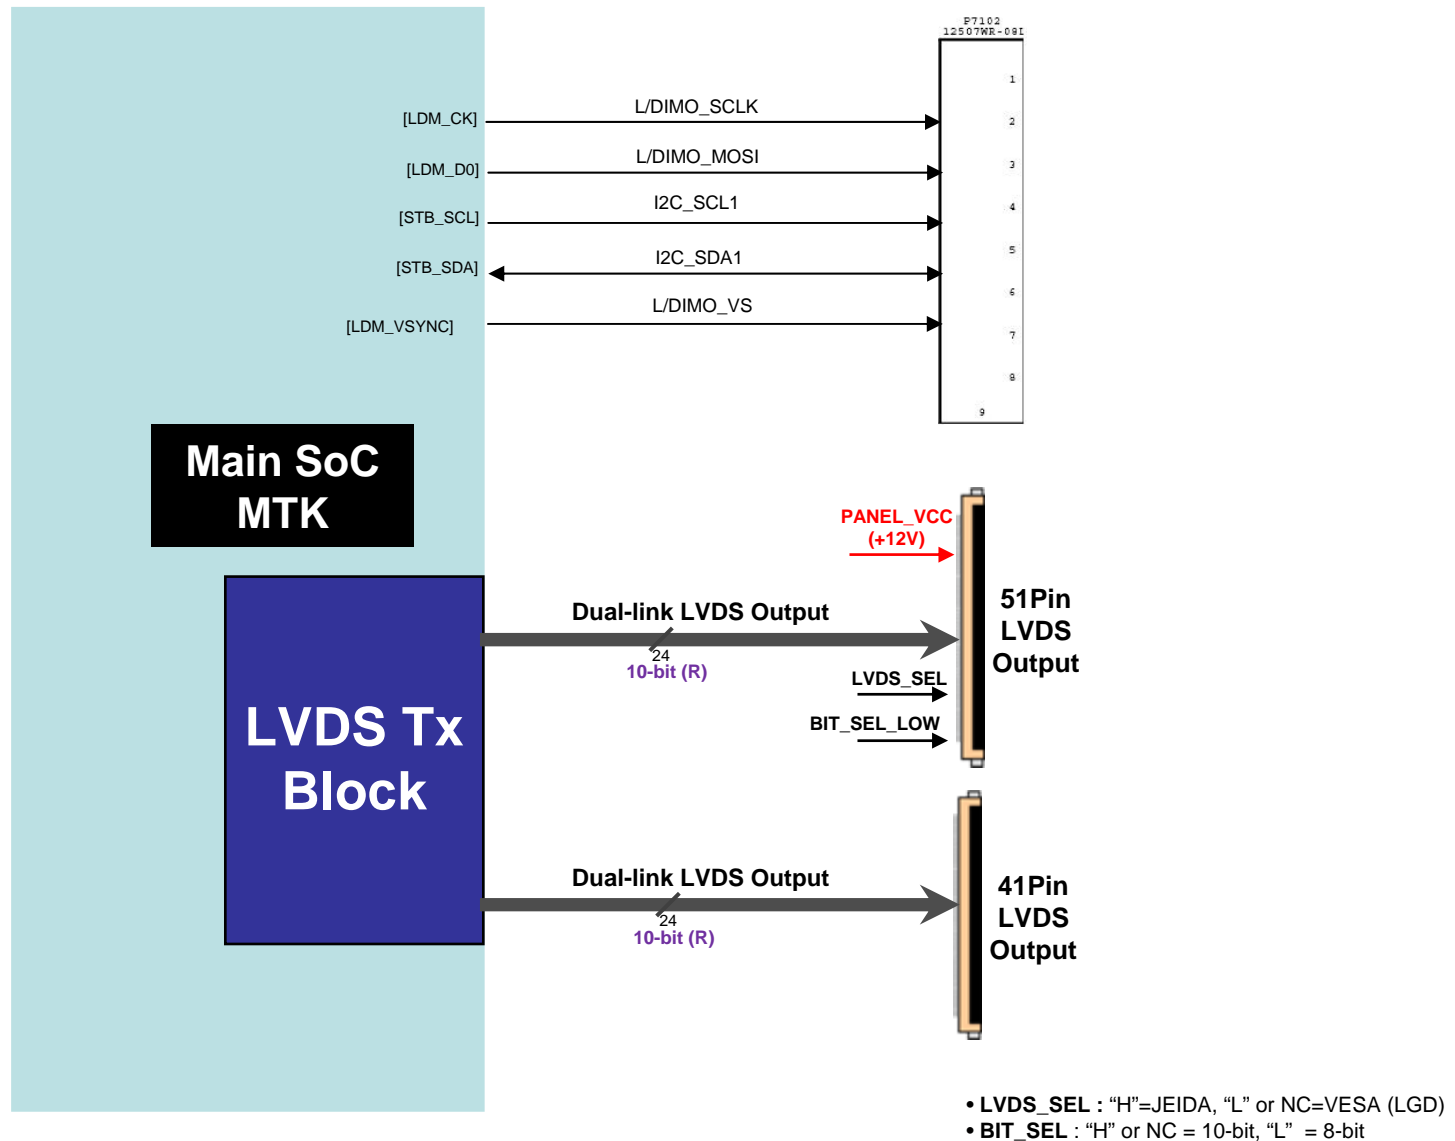 P7102
12507WR-08L
1
[LDM_CK]
L/DIMO_SCLK
2
[LDM_D0]
L/DIMO_MOSI
3
[STB_SCL]
I2C_SCL1
4
[STB_SDA]
I2C_SDA1
5
6
[LDM_VSYNC]
L/DIMO_VS
7
8
9
Main SoC
MTK
PANEL_VCC
(+12V)
51Pin
LVDS
Output
Dual-link LVDS Output
24
10-bit (R)
LVDS_SEL
BIT_SEL_LOW
LVDS Tx
Block
Dual-link LVDS Output
24
10-bit (R)
41Pin
LVDS
Output
• LVDS_SEL : “H”=JEIDA, “L” or NC=VESA (LGD)
• BIT_SEL : “H” or NC = 10-bit, “L” = 8-bit